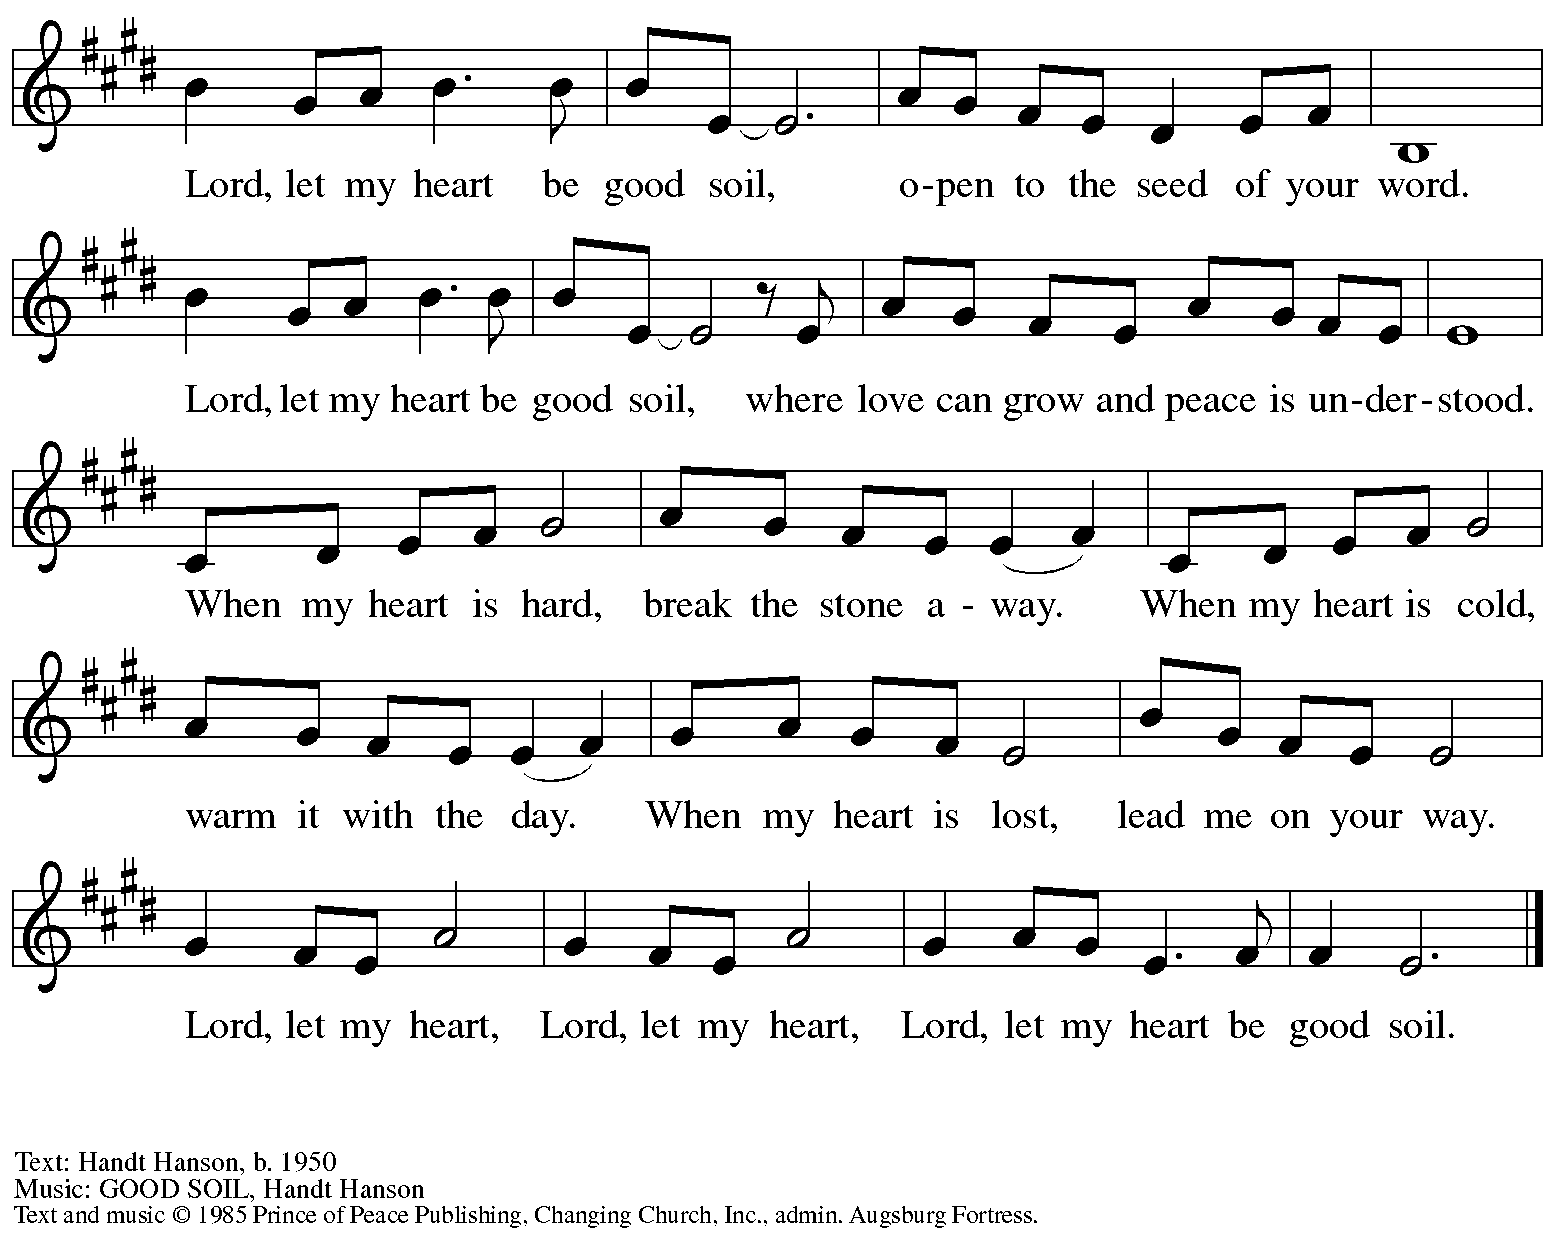 Lord, let my heart be good soil, o-pen to the seed of your word.
Lord, let my heart be good soil, where love can grow and peace is un-der-stood.
When my heart is hard, break the stone a - way. When my heart is cold,
warm it with the day. When my heart is lost, lead me on your way.
Lord, let my heart, Lord, let my heart, Lord, let my heart be good soil.
Text: Handt Hanson, b. 1950
Music: GOOD SOIL, Handt Hanson
Text and music © 1985 Prince of Peace Publishing, Changing Church, Inc., admin. Augsburg Fortress.